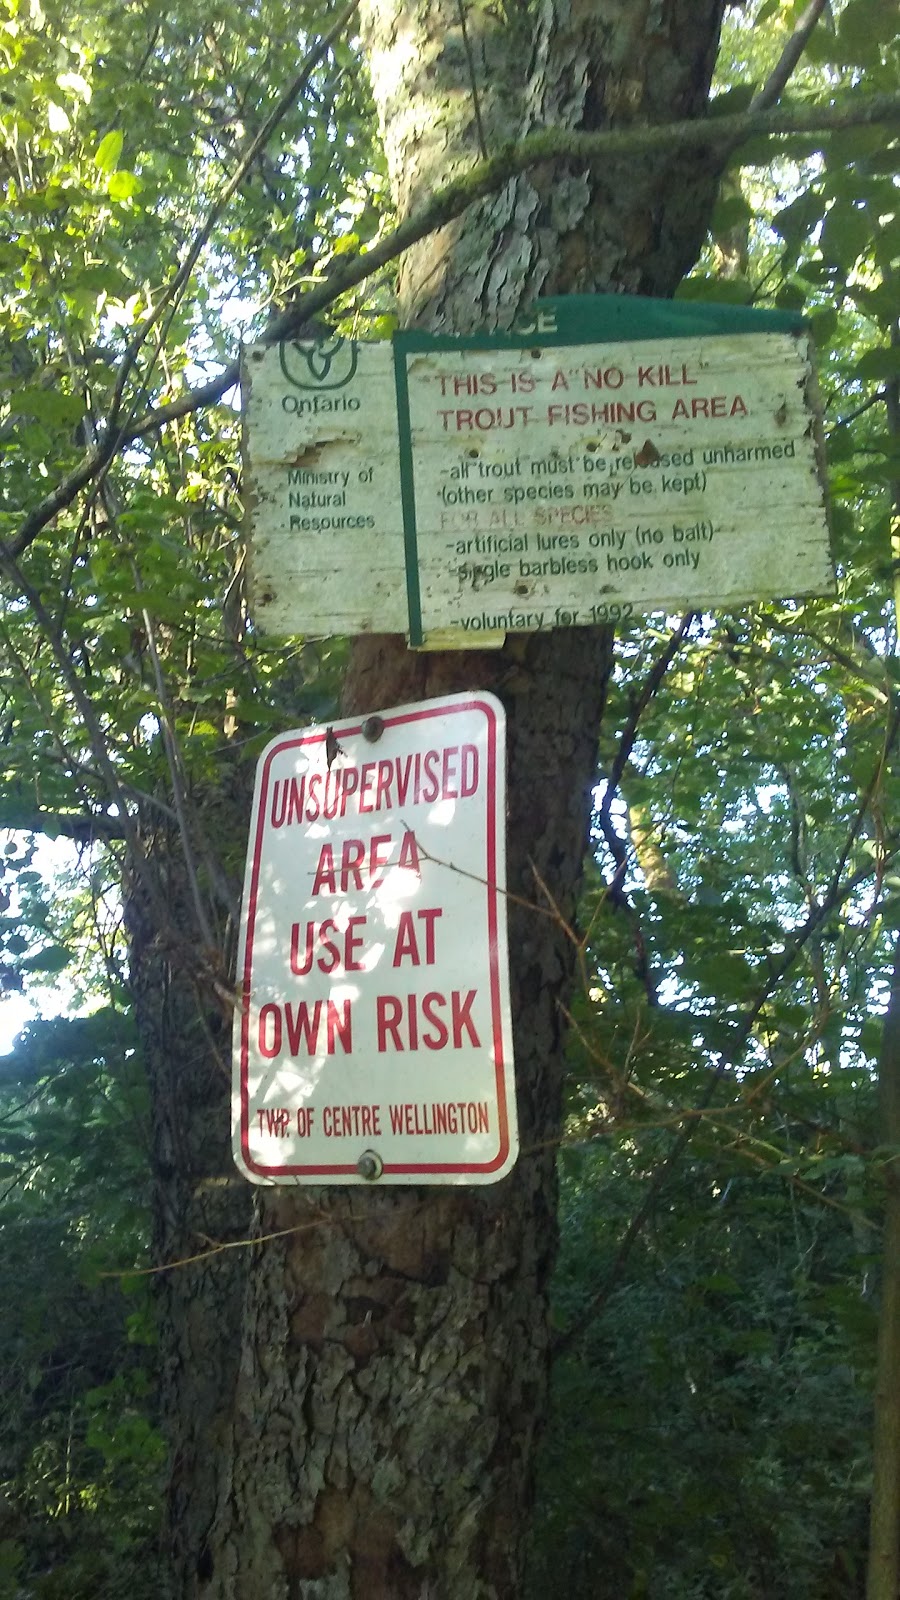 Ontario
Ministry of
Natural
Resources
THIS IS A "NO KILL"
TROUT FISHING AREA
-all trout must be released unharmed
(other species may be kept)
FOR ALL SPECIES
-artificial lures only (no bait)
-single barbless hook only
-voluntary for 1992
UNSUPERVISED
AREA
USE AT
OWN RISK
TWP. OF CENTRE WELLINGTON